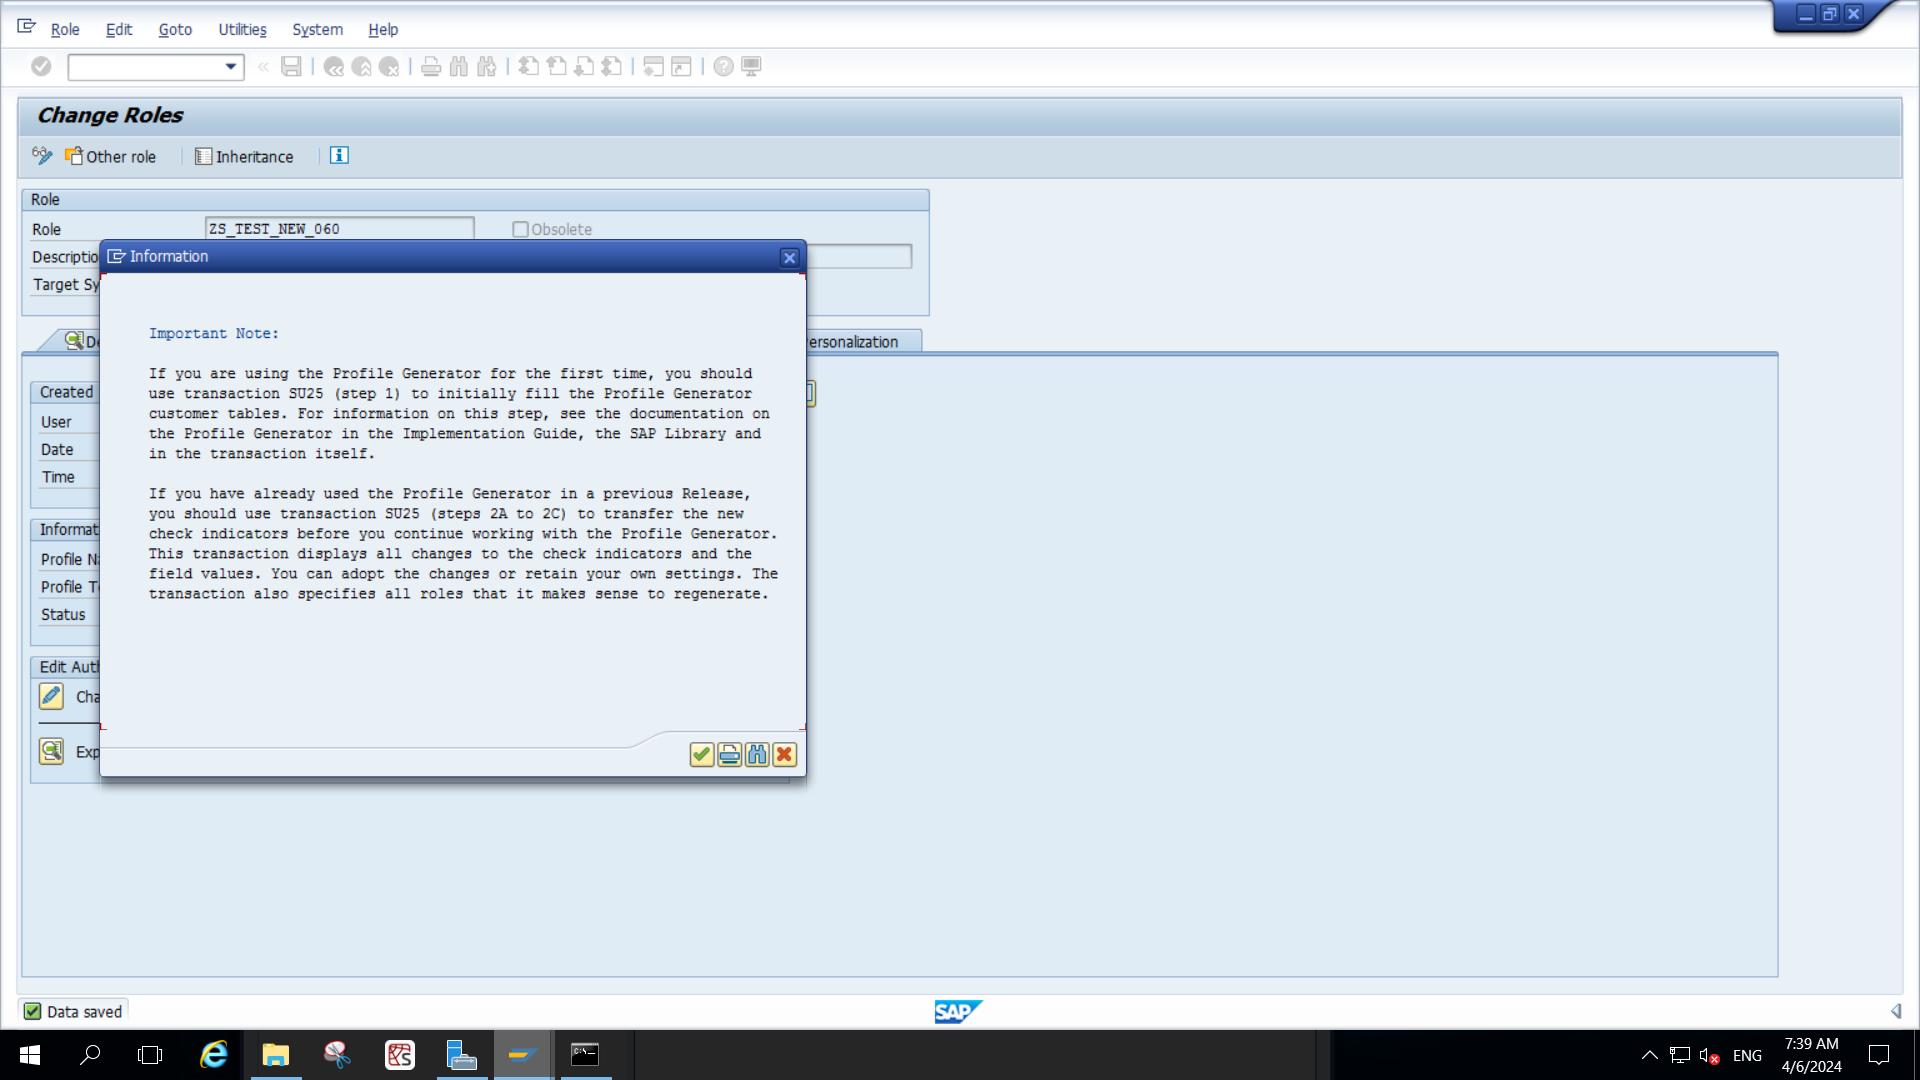 Role Edit Goto Utilities System Help
Change Roles
Other role Inheritance
Role
Role ZS_TEST_NEW_060 Obsolete
Information
Important Note:
If you are using the Profile Generator for the first time, you should
use transaction SU25 (step 1) to initially fill the Profile Generator
customer tables. For information on this step, see the documentation on
the Profile Generator in the Implementation Guide, the SAP Library and
in the transaction itself.
If you have already used the Profile Generator in a previous Release,
you should use transaction SU25 (steps 2A to 2C) to transfer the new
check indicators before you continue working with the Profile Generator.
This transaction displays all changes to the check indicators and the
field values. You can adopt the changes or retain your own settings. The
transaction also specifies all roles that it makes sense to regenerate.
Descriptio
Target Sy
De
ersonalization
Created
User
Date
Time
Informat
Profile Na
Profile Te
Status
Edit Auth
Cha
Exp
Data saved
SAP
ENG
7:39 AM
4/6/2024